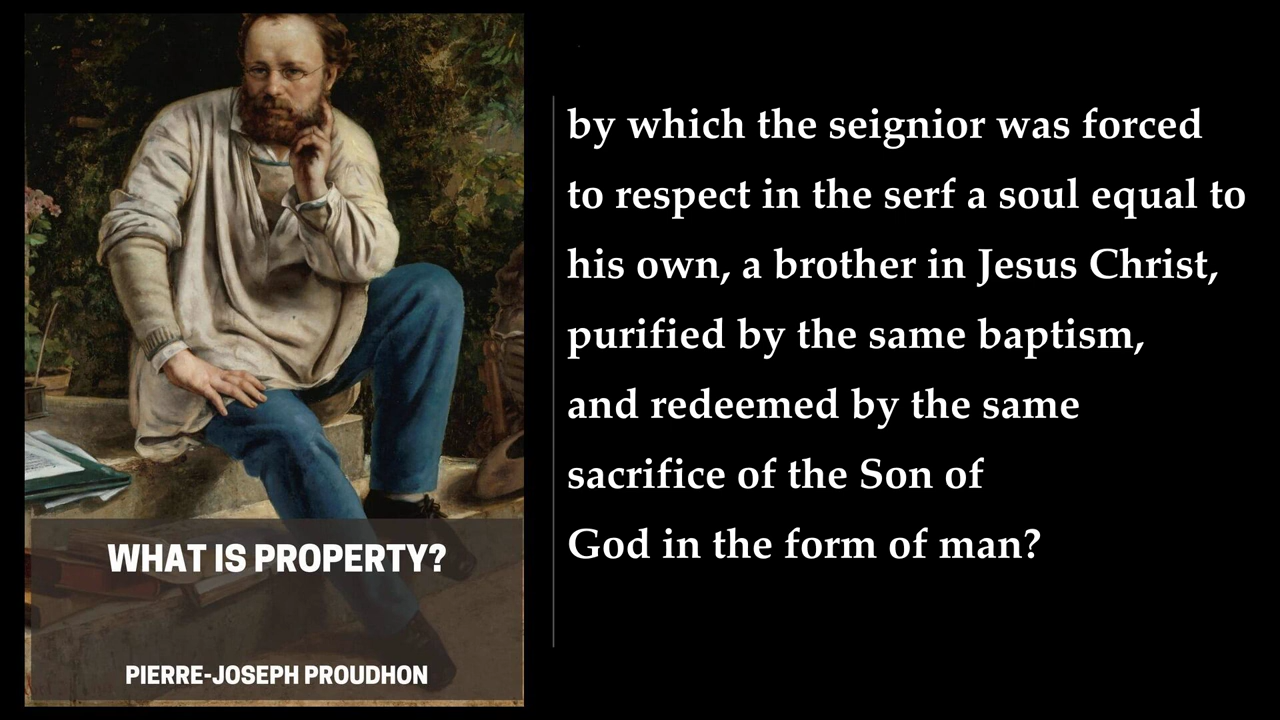 WHAT IS PROPERTY?
PIERRE-JOSEPH PROUDHON
by which the seignior was forced
to respect in the serf a soul equal to
his own, a brother in Jesus Christ,
purified by the same baptism,
and redeemed by the same
sacrifice of the Son of
God in the form of man?